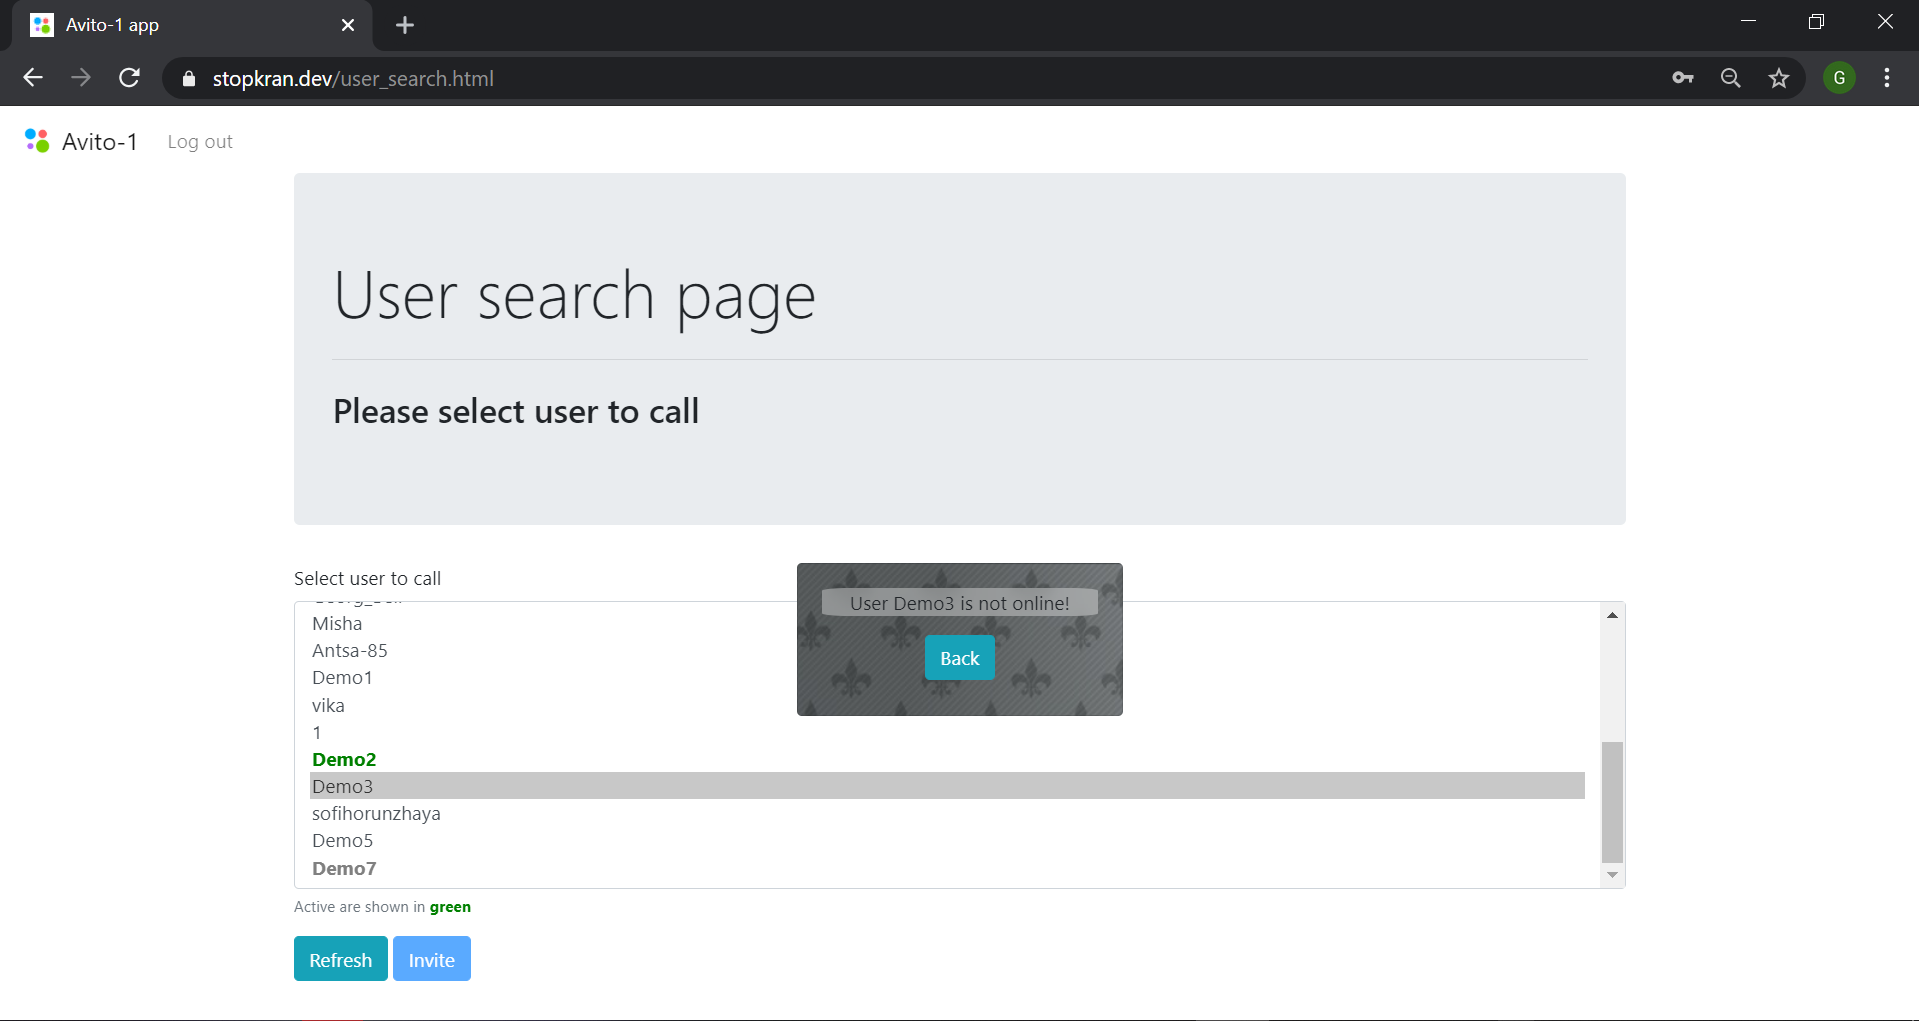 Avito-1 app
stopkran.dev/user_search.html
G
Avito-1
Log out
User search page
Please select user to call
Select user to call
User Demo3 is not online!
Back
Misha
Antsa-85
Demo1
vika
1
Demo2
Demo3
sofihorunzhaya
Demo5
Demo7
Active are shown in green
Refresh
Invite